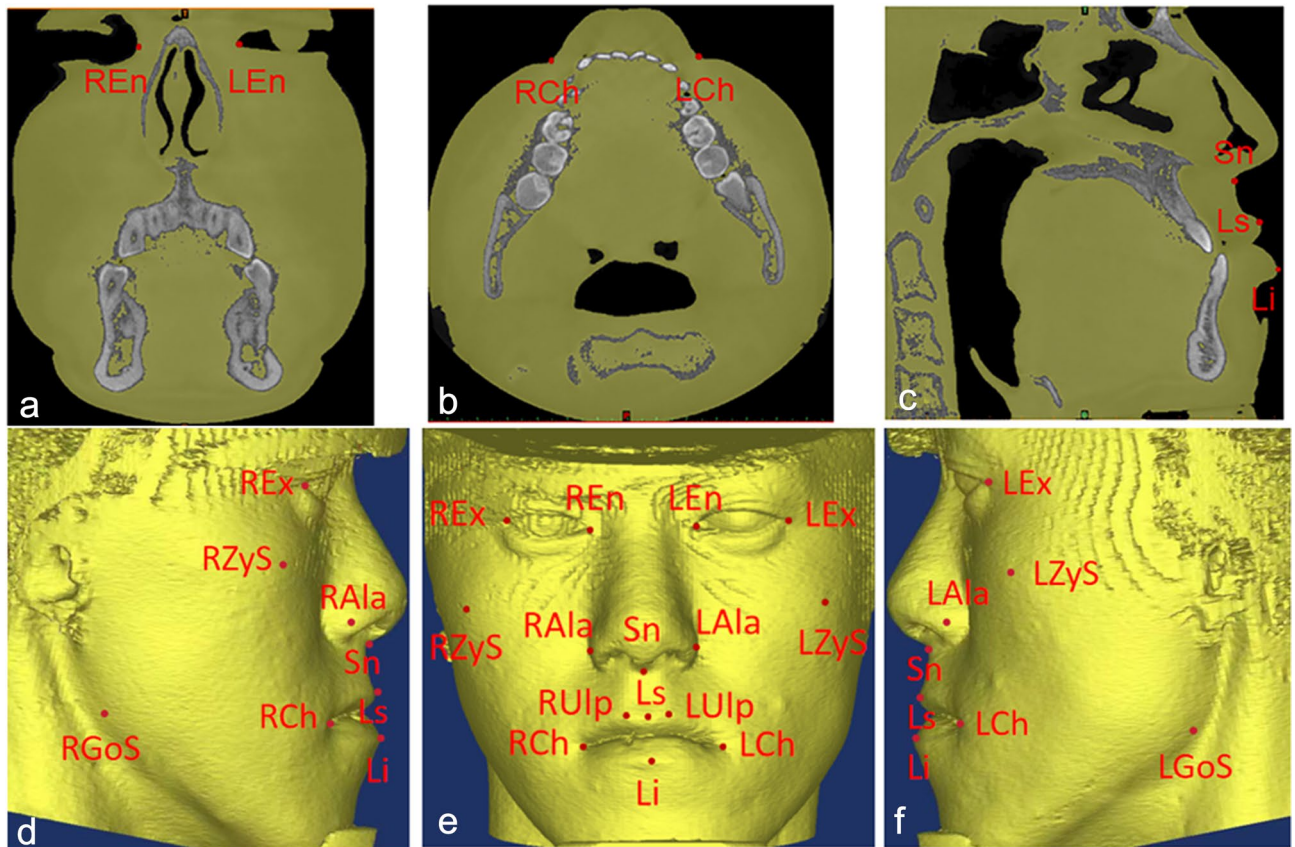 REn LEn
a
RCh LCh
b
Sn
Ls
Li
c
REx
RZyS
RAla
Sn
Ls
RCh
Li
RGoS
d
REn LEn
REx LEx
RAla Sn LAla
RZyS LZyS
RUlp Ls LUlp
RCh LCh
Li
e
LEx
LZyS
LAla
Sn
Ls LCh
Li LGoS
f